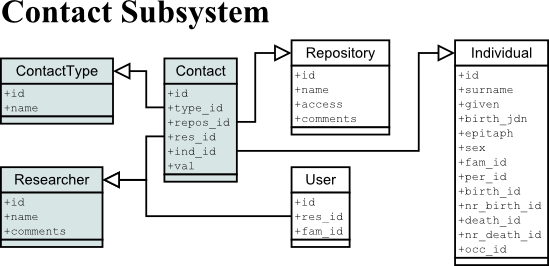 Contact Subsystem
ContactType
+id
+name
Contact
+id
+type_id
+repos_id
+res_id
+ind_id
+val
Repository
+id
+name
+access
+comments
Individual
+id
+surname
+given
+birth_jdn
+epitaph
+sex
+fam_id
+per_id
+birth_id
+nr_birth_id
+death_id
+nr_death_id
+occ_id
Researcher
+id
+name
+comments
User
+id
+res_id
+fam_id